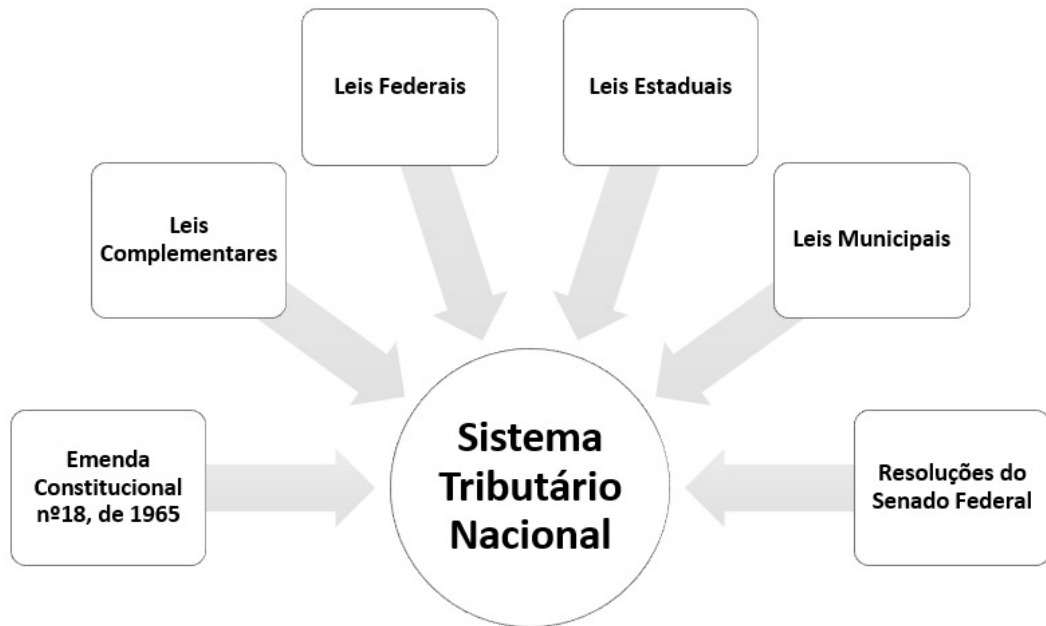 Leis Federais
Leis Estaduais
Leis
Complementares
Leis Municipais
Emenda
Constitucional
nº18, de 1965
Sistema
Tributário
Nacional
Resoluções do
Senado Federal